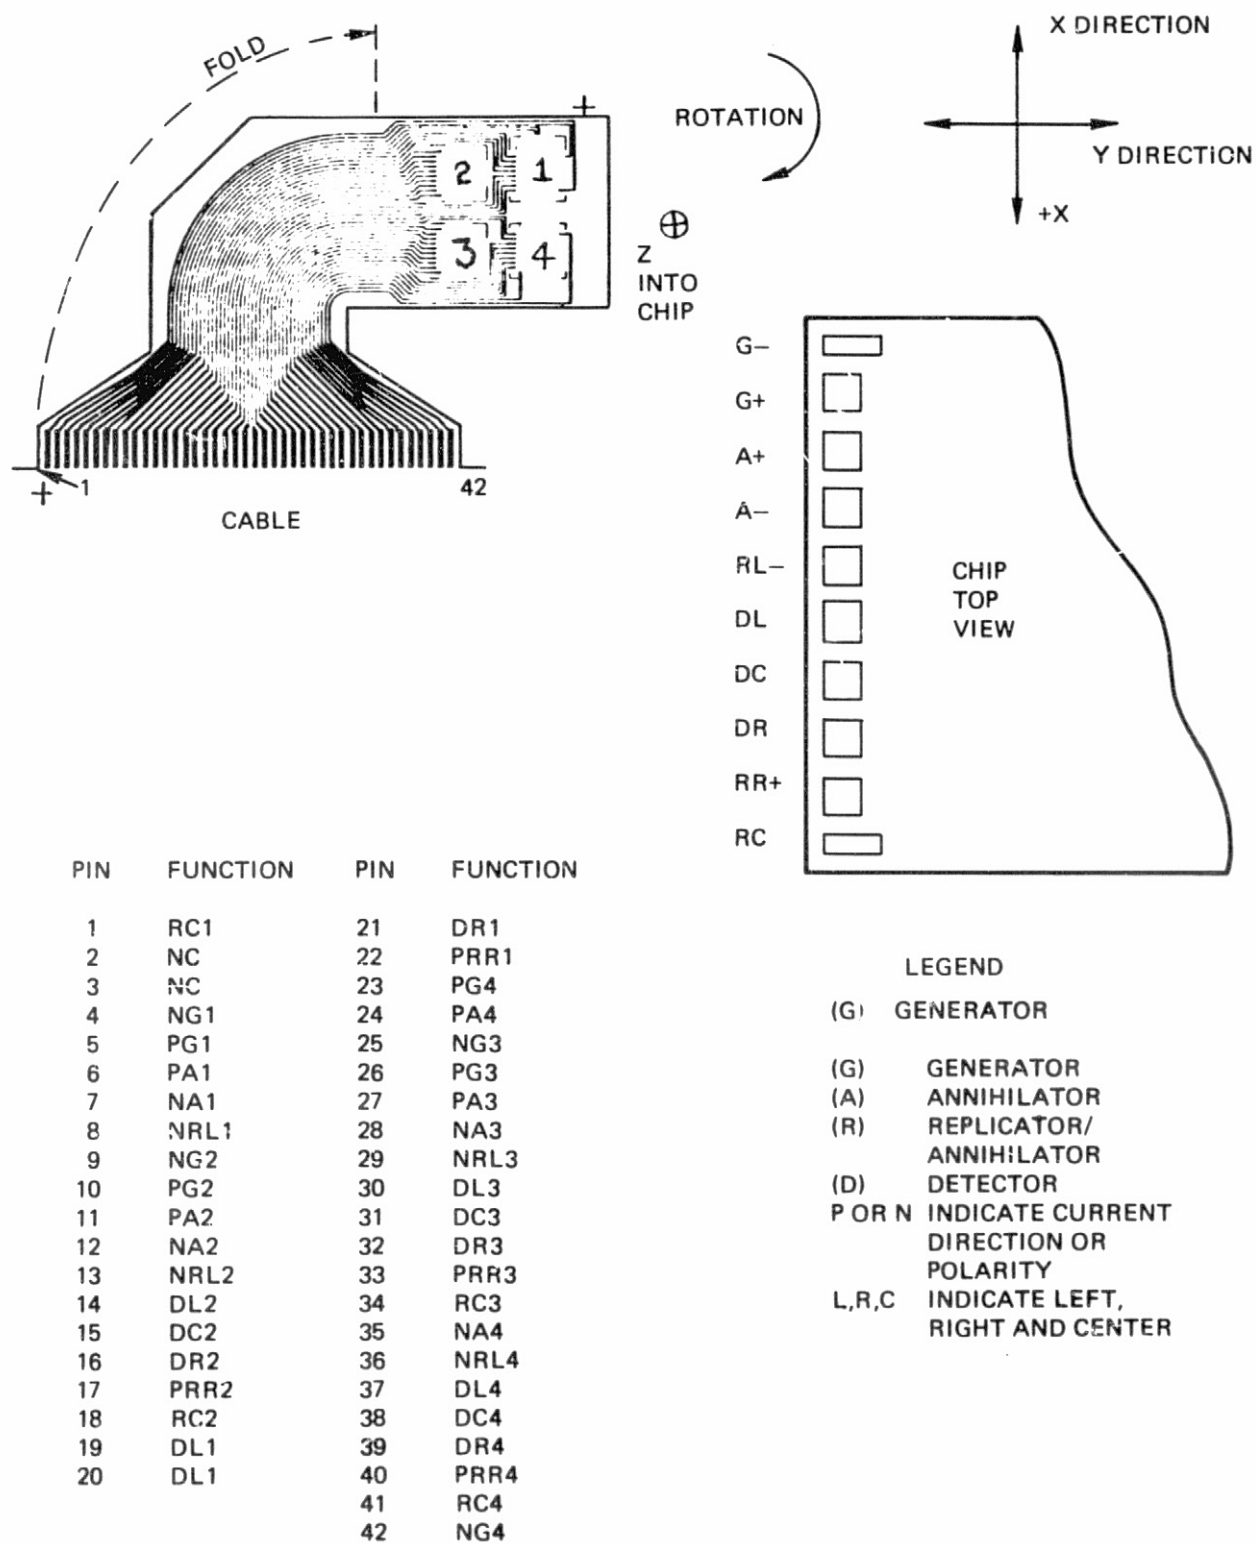 FOLD
X DIRECTION
ROTATION
Y DIRECTION
+X
2 1
3 4
Z
INTO
CHIP
1
42
CABLE
G−
G+
A+
A−
RL−
DL
DC
DR
RR+
RC
CHIP
TOP
VIEW
PIN FUNCTION PIN FUNCTION
1 RC1 21 DR1
2 NC 22 PRR1
3 NC 23 PG4
4 NG1 24 PA4
5 PG1 25 NG3
6 PA1 26 PG3
7 NA1 27 PA3
8 NRL1 28 NA3
9 NG2 29 NRL3
10 PG2 30 DL3
11 PA2 31 DC3
12 NA2 32 DR3
13 NRL2 33 PRR3
14 DL2 34 RC3
15 DC2 35 NA4
16 DR2 36 NRL4
17 PRR2 37 DL4
18 RC2 38 DC4
19 DL1 39 DR4
20 DL1 40 PRR4
41 RC4
42 NG4
LEGEND
(G) GENERATOR
(G) GENERATOR
(A) ANNIHILATOR
(R) REPLICATOR/
ANNIHILATOR
(D) DETECTOR
P OR N INDICATE CURRENT
DIRECTION OR
POLARITY
L,R,C INDICATE LEFT,
RIGHT AND CENTER